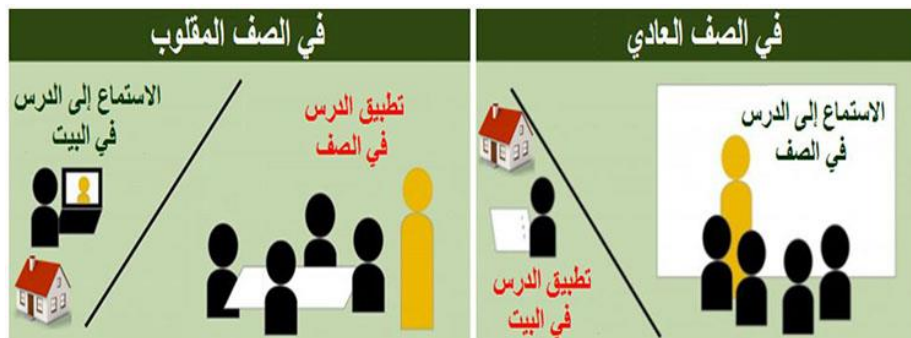 في الصف العادي
الاستماع إلى الدرس
في الصف
تطبيق الدرس
في البيت
في الصف المقلوب
تطبيق الدرس
في الصف
الاستماع إلى الدرس
في البيت